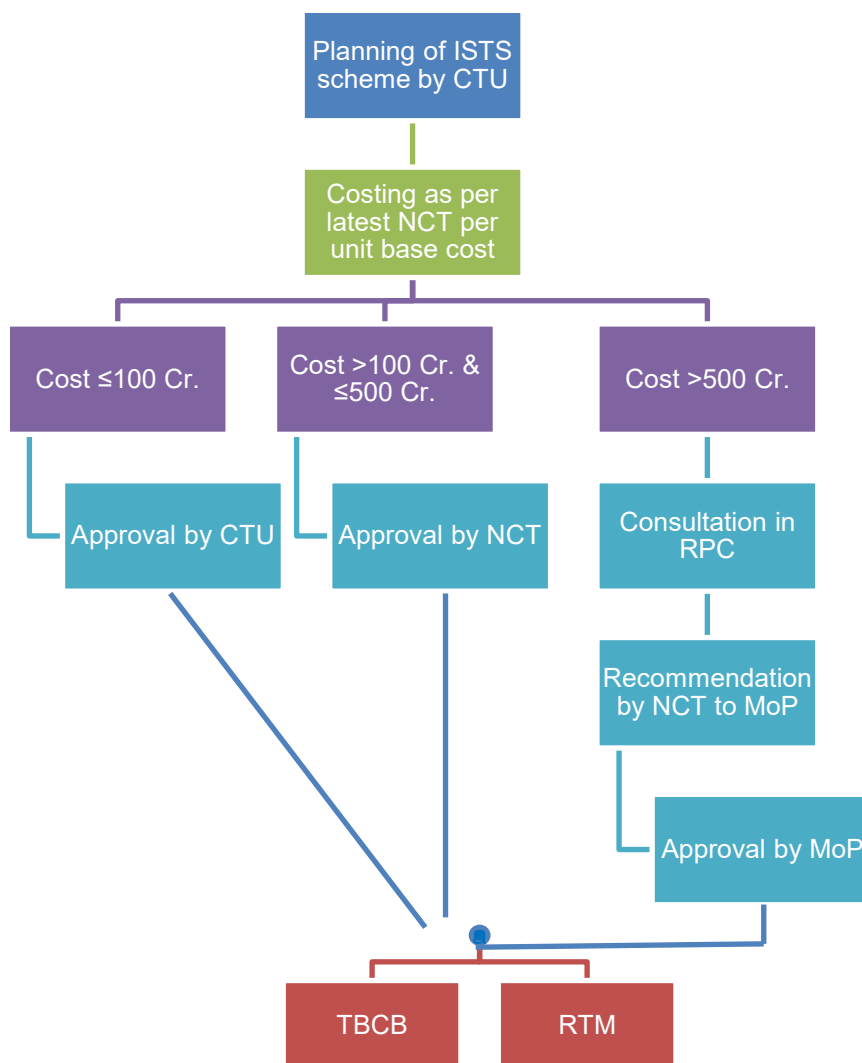 Planning of ISTS
scheme by CTU
Costing as per
latest NCT per
unit base cost
Cost ≤100 Cr.
Cost >100 Cr. &
≤500 Cr.
Cost >500 Cr.
Approval by CTU
Approval by NCT
Consultation in
RPC
Recommendation
by NCT to MoP
Approval by MoP
TBCB
RTM